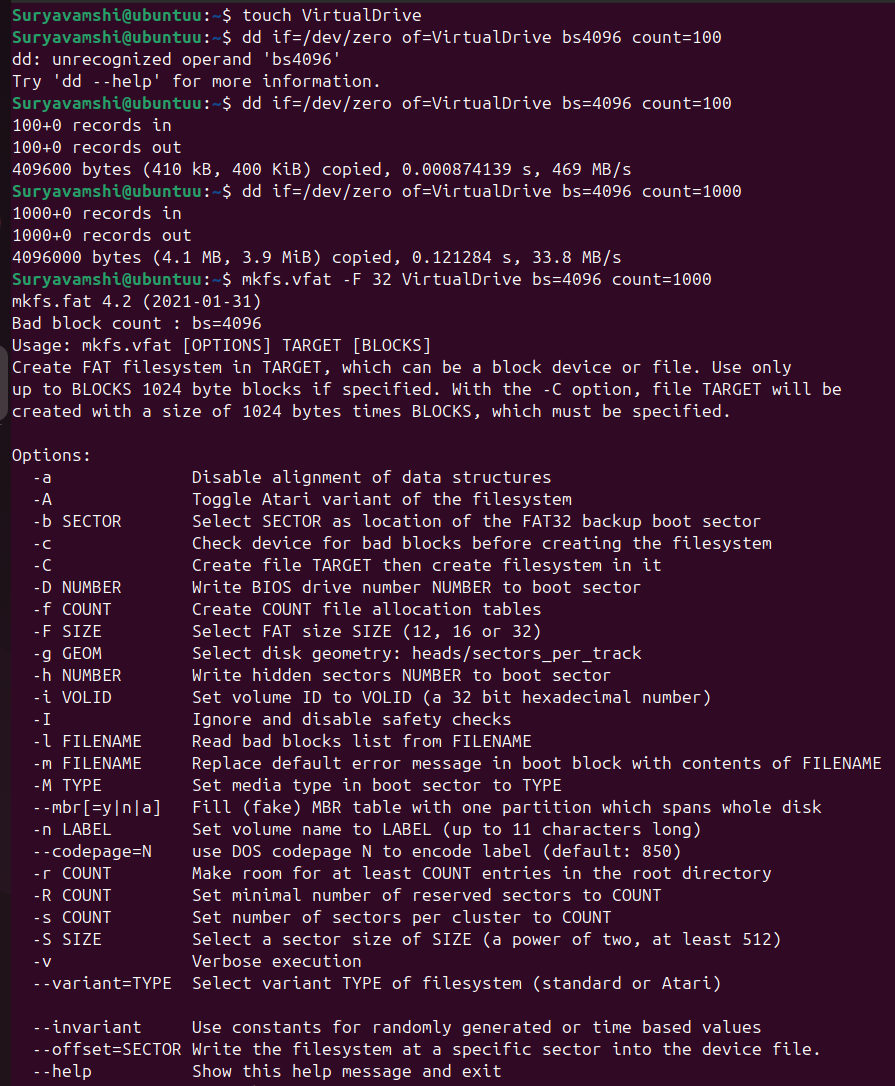 Suryavamshi@ubuntuu:~$ touch VirtualDrive
Suryavamshi@ubuntuu:~$ dd if=/dev/zero of=VirtualDrive bs4096 count=100
dd: unrecognized operand 'bs4096'
Try 'dd --help' for more information.
Suryavamshi@ubuntuu:~$ dd if=/dev/zero of=VirtualDrive bs=4096 count=100
100+0 records in
100+0 records out
409600 bytes (410 kB, 400 KiB) copied, 0.000874139 s, 469 MB/s
Suryavamshi@ubuntuu:~$ dd if=/dev/zero of=VirtualDrive bs=4096 count=1000
1000+0 records in
1000+0 records out
4096000 bytes (4.1 MB, 3.9 MiB) copied, 0.121284 s, 33.8 MB/s
Suryavamshi@ubuntuu:~$ mkfs.vfat -F 32 VirtualDrive bs=4096 count=1000
mkfs.fat 4.2 (2021-01-31)
Bad block count : bs=4096
Usage: mkfs.vfat [OPTIONS] TARGET [BLOCKS]
Create FAT filesystem in TARGET, which can be a block device or file. Use only
up to BLOCKS 1024 byte blocks if specified. With the -C option, file TARGET will be
created with a size of 1024 bytes times BLOCKS, which must be specified.

Options:
  -a              Disable alignment of data structures
  -A              Toggle Atari variant of the filesystem
  -b SECTOR       Select SECTOR as location of the FAT32 backup boot sector
  -c              Check device for bad blocks before creating the filesystem
  -C              Create file TARGET then create filesystem in it
  -D NUMBER       Write BIOS drive number NUMBER to boot sector
  -f COUNT        Create COUNT file allocation tables
  -F SIZE         Select FAT size SIZE (12, 16 or 32)
  -g GEOM         Select disk geometry: heads/sectors_per_track
  -h NUMBER       Write hidden sectors NUMBER to boot sector
  -i VOLID        Set volume ID to VOLID (a 32 bit hexadecimal number)
  -I              Ignore and disable safety checks
  -l FILENAME     Read bad blocks list from FILENAME
  -m FILENAME     Replace default error message in boot block with contents of FILENAME
  -M TYPE         Set media type in boot sector to TYPE
  --mbr[=y|n|a]   Fill (fake) MBR table with one partition which spans whole disk
  -n LABEL        Set volume name to LABEL (up to 11 characters long)
  --codepage=N    use DOS codepage N to encode label (default: 850)
  -r COUNT        Make room for at least COUNT entries in the root directory
  -R COUNT        Set minimal number of reserved sectors to COUNT
  -s COUNT        Set number of sectors per cluster to COUNT
  -S SIZE         Select a sector size of SIZE (a power of two, at least 512)
  -v              Verbose execution
  --variant=TYPE  Select variant TYPE of filesystem (standard or Atari)

  --invariant     Use constants for randomly generated or time based values
  --offset=SECTOR Write the filesystem at a specific sector into the device file.
  --help          Show this help message and exit